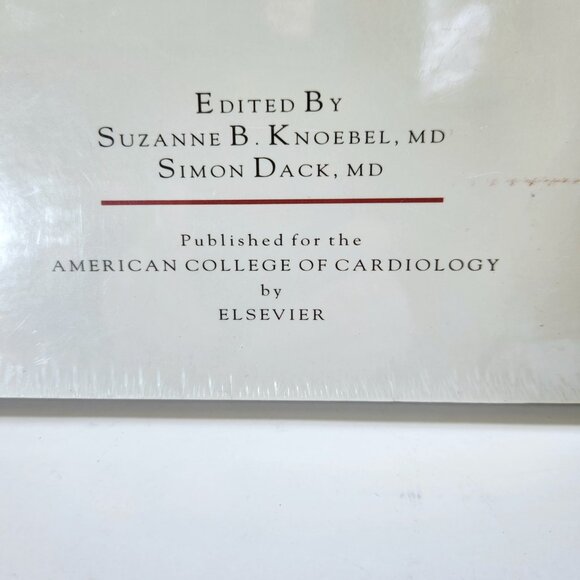 EDITED BY
SUZANNE B. KNOEBEL, MD
SIMON DACK, MD
Published for the
AMERICAN COLLEGE OF CARDIOLOGY
by
ELSEVIER